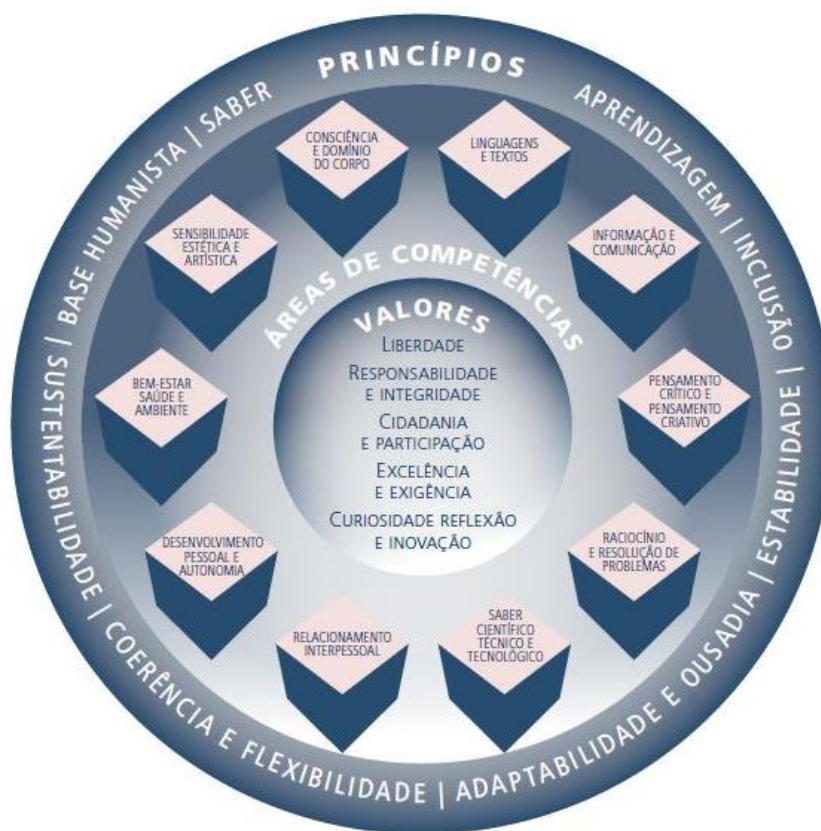 PRINCÍPIOS
BASE HUMANISTA | SABER
APRENDIZAGEM | INCLUSÃO | ESTABILIDADE | ADAPTABILIDADE E OUSADIA | COERÊNCIA E FLEXIBILIDADE | SUSTENTABILIDADE |
ÁREAS DE COMPETÊNCIAS
CONSCIÊNCIA
E DOMÍNIO
DO CORPO
LINGUAGENS
E TEXTOS
SENSIBILIDADE
ESTÉTICA E
ARTÍSTICA
INFORMAÇÃO E
COMUNICAÇÃO
BEM-ESTAR
SAÚDE E
AMBIENTE
PENSAMENTO
CRÍTICO E
PENSAMENTO
CRIATIVO
DESENVOLVIMENTO
PESSOAL E
AUTONOMIA
RACIOCÍNIO
E RESOLUÇÃO DE
PROBLEMAS
RELACIONAMENTO
INTERPESSOAL
SABER
CIENTÍFICO
TÉCNICO E
TECNOLÓGICO
VALORES
LIBERDADE
RESPONSABILIDADE
E INTEGRIDADE
CIDADANIA
E PARTICIPAÇÃO
EXCELÊNCIA
E EXIGÊNCIA
CURIOSIDADE REFLEXÃO
E INOVAÇÃO